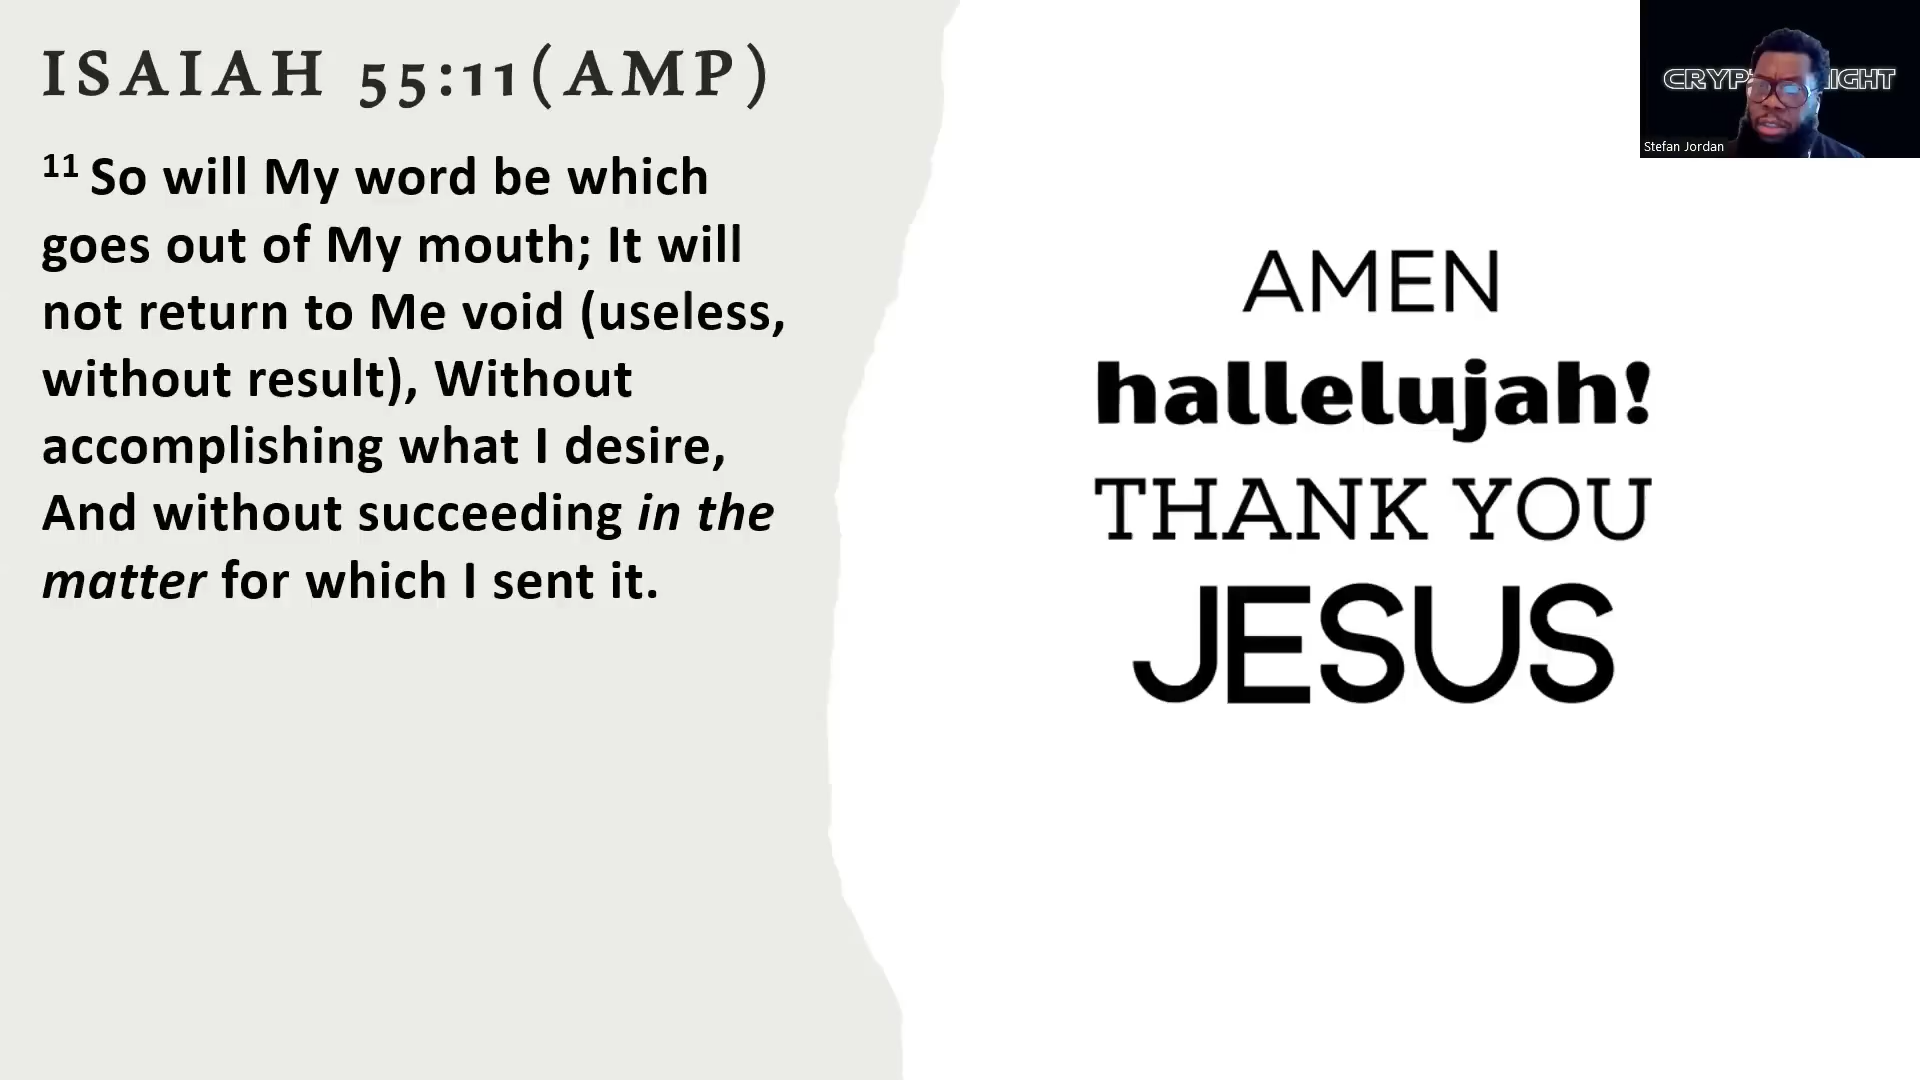 ISAIAH 55:11(AMP)
11 So will My word be which
goes out of My mouth; It will
not return to Me void (useless,
without result), Without
accomplishing what I desire,
And without succeeding in the
matter for which I sent it.
AMEN
hallelujah!
THANK YOU
JESUS
Stefan Jordan